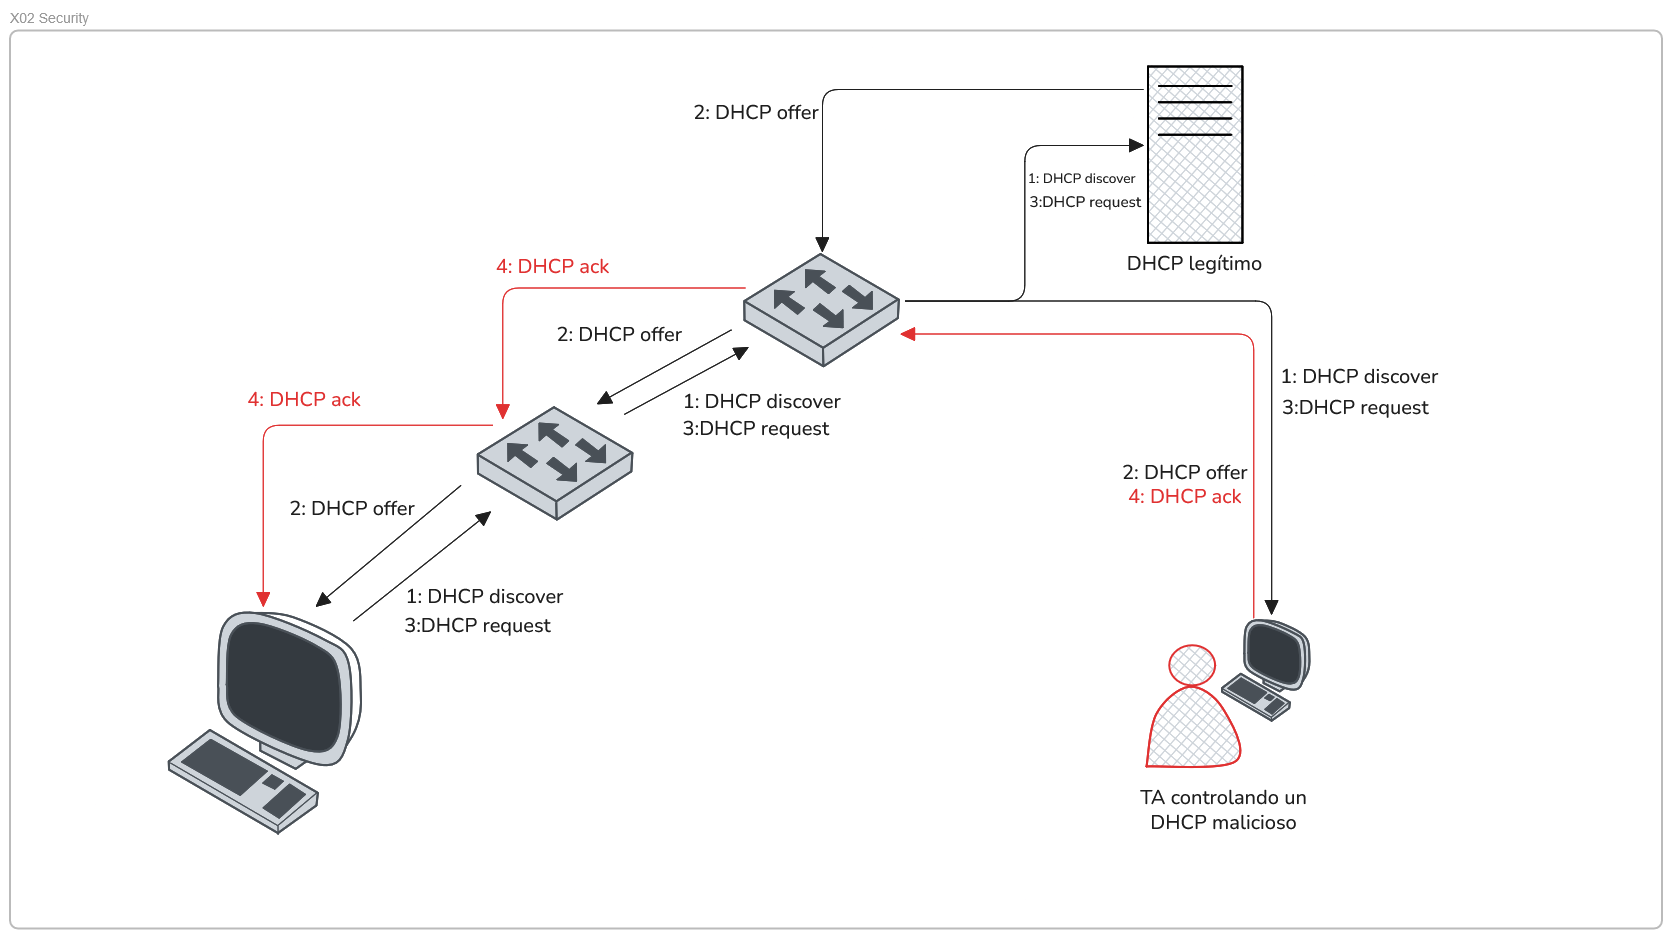 X02 Security
2: DHCP offer
1: DHCP discover
3:DHCP request
DHCP legítimo
4: DHCP ack
2: DHCP offer
1: DHCP discover
3:DHCP request
4: DHCP ack
1: DHCP discover
3:DHCP request
2: DHCP offer
4: DHCP ack
2: DHCP offer
1: DHCP discover
3:DHCP request
TA controlando un
DHCP malicioso